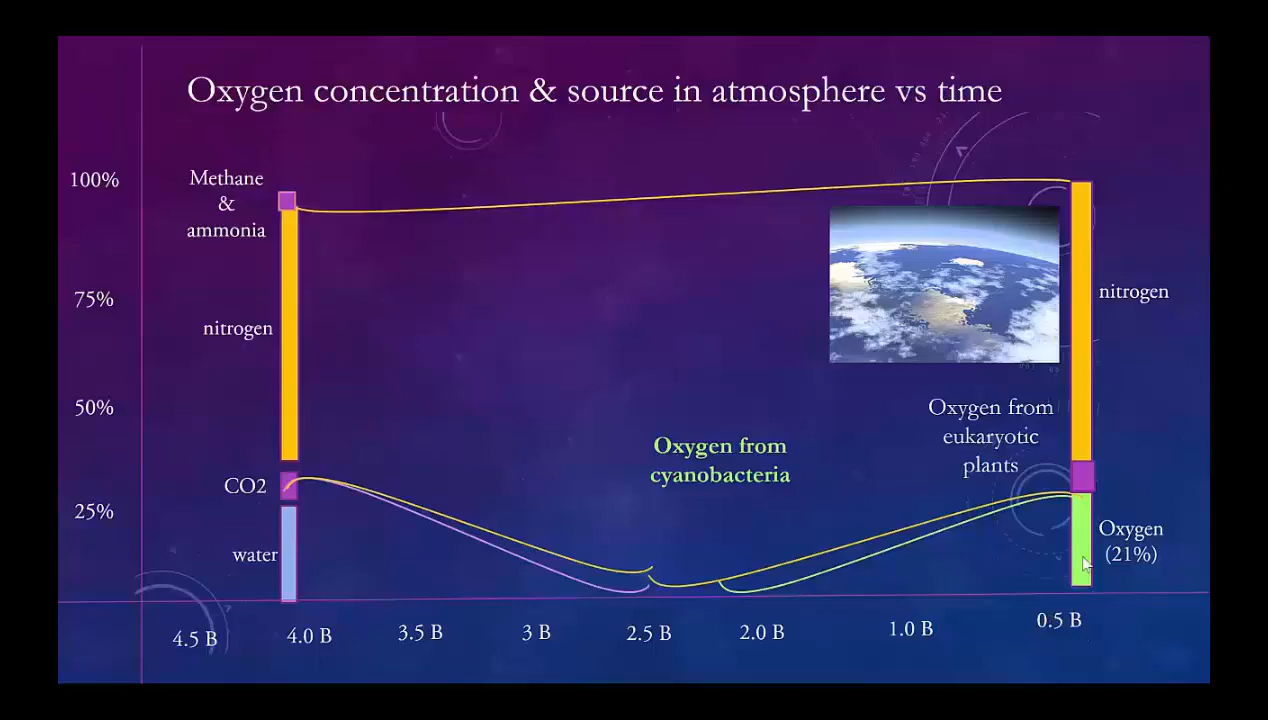 Oxygen concentration & source in atmosphere vs time
100%
Methane
&
ammonia
75%
nitrogen
nitrogen
50%
Oxygen from
eukaryotic
plants
Oxygen from
cyanobacteria
CO2
25%
Oxygen
(21%)
water
4.5 B
4.0 B
3.5 B
3 B
2.5 B
2.0 B
1.0 B
0.5 B